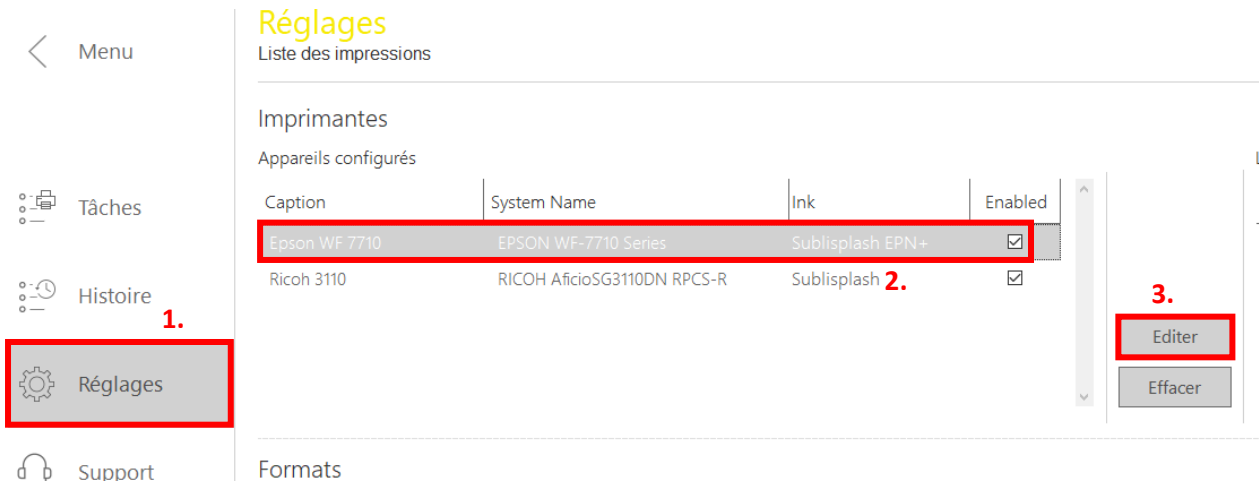 Réglages
Menu
Liste des impressions
Imprimantes
Appareils configurés
Caption System Name Ink Enabled
Tâches
Epson WF 7710 EPSON WF-7710 Series Sublisplash EPN+
Ricoh 3110 RICOH AficioSG3110DN RPCS-R Sublisplash 2.
Histoire
1.
3.
Editer
Réglages
Effacer
Support
Formats